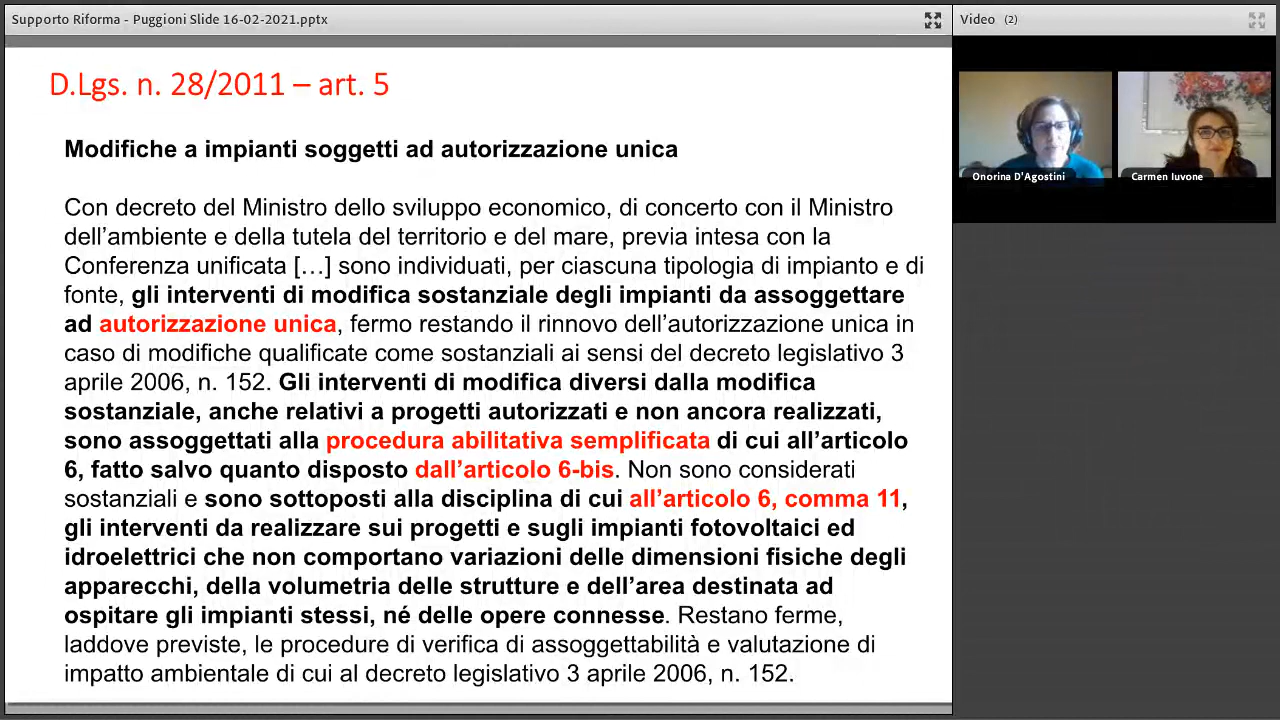 Supporto Riforma - Puggioni Slide 16-02-2021.pptx
Video (2)
D.Lgs. n. 28/2011 – art. 5
Modifiche a impianti soggetti ad autorizzazione unica
Con decreto del Ministro dello sviluppo economico, di concerto con il Ministro
dell’ambiente e della tutela del territorio e del mare, previa intesa con la
Conferenza unificata […] sono individuati, per ciascuna tipologia di impianto e di
fonte, gli interventi di modifica sostanziale degli impianti da assoggettare
ad autorizzazione unica, fermo restando il rinnovo dell’autorizzazione unica in
caso di modifiche qualificate come sostanziali ai sensi del decreto legislativo 3
aprile 2006, n. 152. Gli interventi di modifica diversi dalla modifica
sostanziale, anche relativi a progetti autorizzati e non ancora realizzati,
sono assoggettati alla procedura abilitativa semplificata di cui all’articolo
6, fatto salvo quanto disposto dall’articolo 6-bis. Non sono considerati
sostanziali e sono sottoposti alla disciplina di cui all’articolo 6, comma 11,
gli interventi da realizzare sui progetti e sugli impianti fotovoltaici ed
idroelettrici che non comportano variazioni delle dimensioni fisiche degli
apparecchi, della volumetria delle strutture e dell’area destinata ad
ospitare gli impianti stessi, né delle opere connesse. Restano ferme,
laddove previste, le procedure di verifica di assoggettabilità e valutazione di
impatto ambientale di cui al decreto legislativo 3 aprile 2006, n. 152.
Onorina D'Agostini
Carmen Iuvone